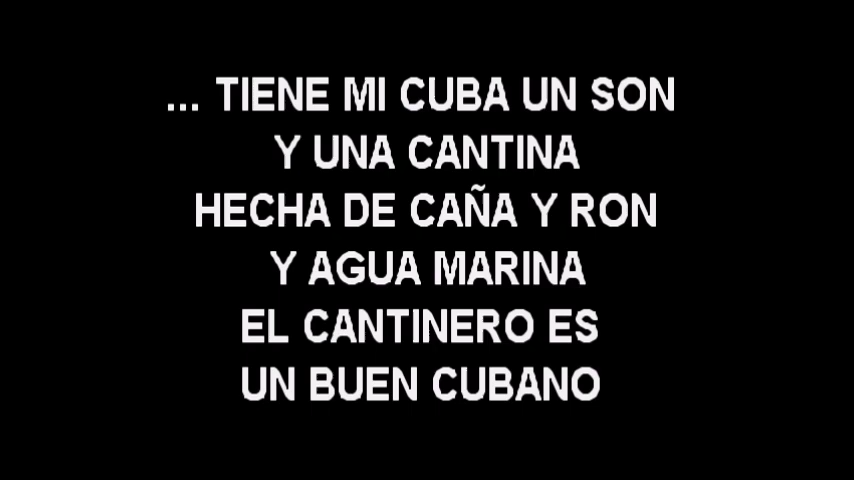 ... TIENE MI CUBA UN SON
Y UNA CANTINA
HECHA DE CAÑA Y RON
Y AGUA MARINA
EL CANTINERO ES
UN BUEN CUBANO